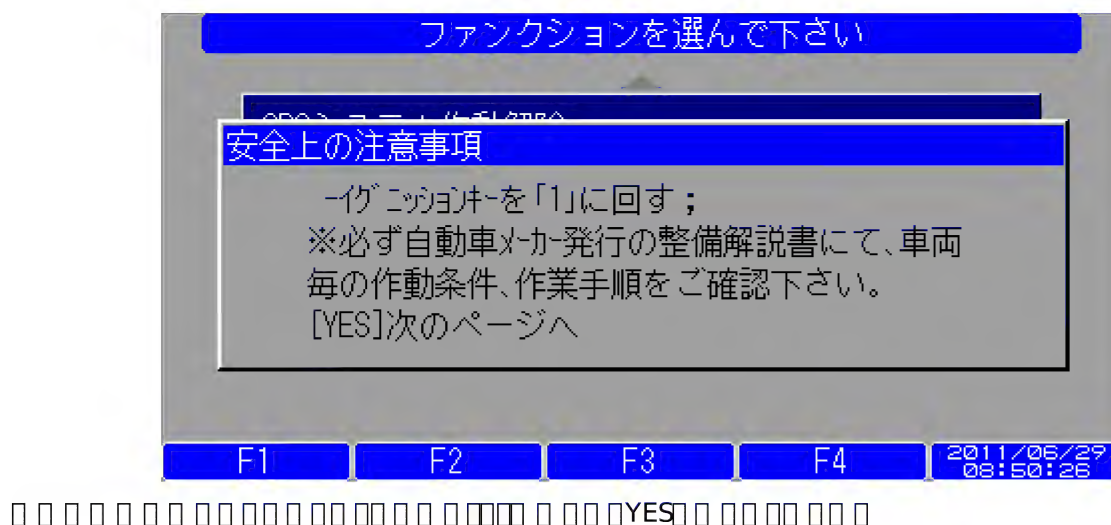 ファンクションを選んで下さい
安全上の注意事項
-イグニッションキーを「1」に回す；
※必ず自動車メーカー発行の整備解説書にて、車両
毎の作動条件、作業手順をご確認下さい。
[YES]次のページへ
F1 F2 F3 F4 2011/06/29
08:50:26
YES